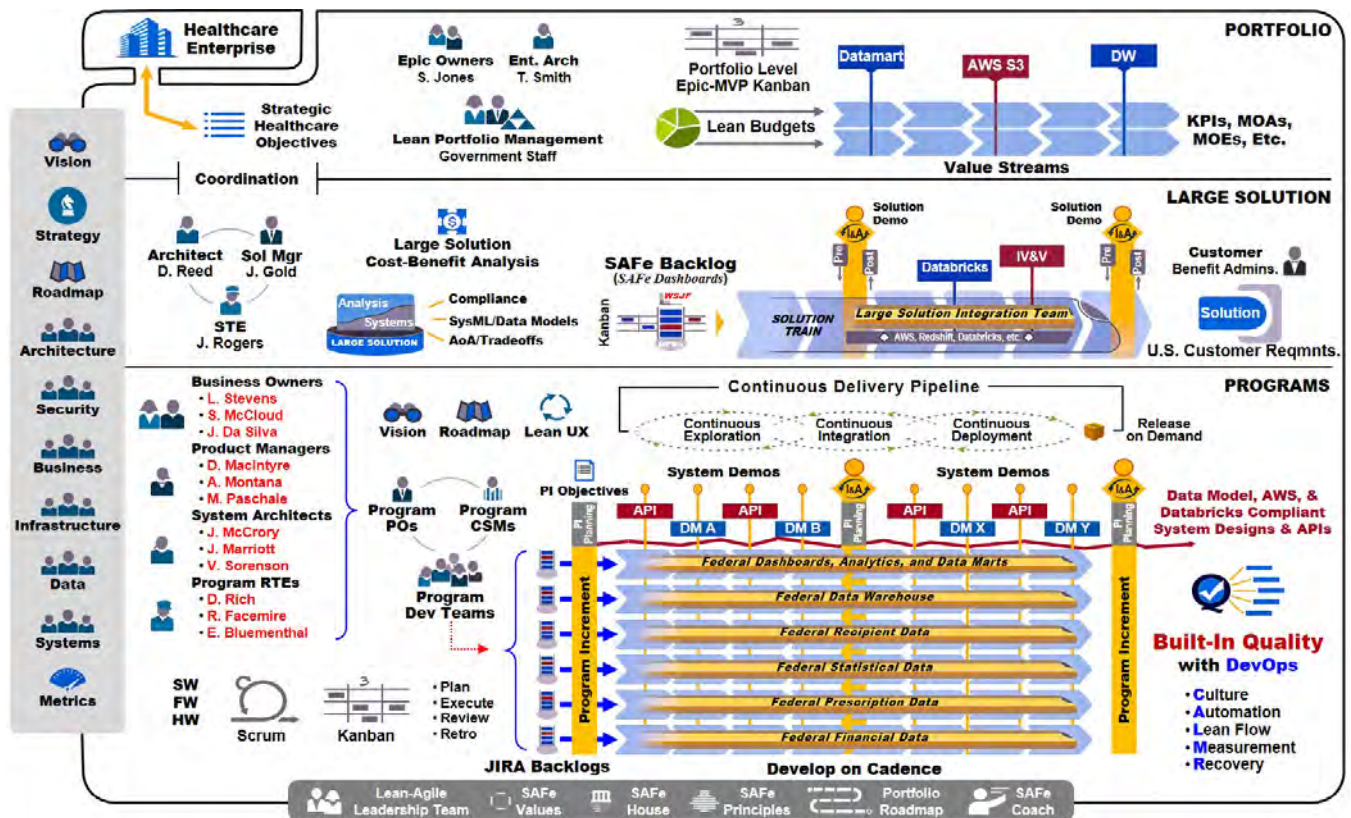 Healthcare
Enterprise
Strategic
Healthcare
Objectives
Epic Owners
S. Jones
Ent. Arch
T. Smith
Lean Portfolio Management
Government Staff
3
Portfolio Level
Epic-MVP Kanban
Lean Budgets
PORTFOLIO
Datamart
AWS S3
DW
KPIs, MOAs,
MOEs, Etc.
Value Streams
Vision
Strategy
Roadmap
Architecture
Security
Business
Infrastructure
Data
Systems
Metrics
Coordination
LARGE SOLUTION
Architect
D. Reed
Sol Mgr
J. Gold
STE
J. Rogers
Large Solution
Cost-Benefit Analysis
Analysis
Systems
LARGE SOLUTION
Compliance
SysML/Data Models
AoA/Tradeoffs
SAFe Backlog
(SAFe Dashboards)
Kanban
WSJF
NFRs
Solution
Demo
I&A
Pre
Post
Databricks
IV&V
SOLUTION
TRAIN
Large Solution Integration Team
AWS, Redshift, Databricks, etc.
Solution
Demo
I&A
Pre
Post
Customer
Benefit Admins.
Solution
U.S. Customer Reqmnts.
PROGRAMS
Business Owners
• L. Stevens
• S. McCloud
• J. Da Silva
Product Managers
• D. MacIntyre
• A. Montana
• M. Paschale
System Architects
• J. McCrory
• J. Marriott
• V. Sorenson
Program RTEs
• D. Rich
• R. Facemire
• E. Bluementhal
Vision
Roadmap
Lean UX
Program
POs
Program
CSMs
Program
Dev Teams
SW
FW
HW
Scrum
3
Kanban
• Plan
• Execute
• Review
• Retro
JIRA Backlogs
Continuous Delivery Pipeline
Continuous
Exploration
Continuous
Integration
Continuous
Deployment
Release
on Demand
PI Objectives
System Demos
I&A
System Demos
I&A
PI
Planning
API
DM A
API
DM B
PI
Planning
API
DM X
API
DM Y
PI
Planning
Program Increment
Federal Dashboards, Analytics, and Data Marts
Federal Data Warehouse
Federal Recipient Data
Federal Statistical Data
Federal Prescription Data
Federal Financial Data
Program Increment
Develop on Cadence
Data Model, AWS, &
Databricks Compliant
System Designs & APIs
Built-In Quality
with DevOps
• Culture
• Automation
• Lean Flow
• Measurement
• Recovery
Lean-Agile
Leadership Team
SAFe
Values
SAFe
House
SAFe
Principles
Portfolio
Roadmap
SAFe
Coach